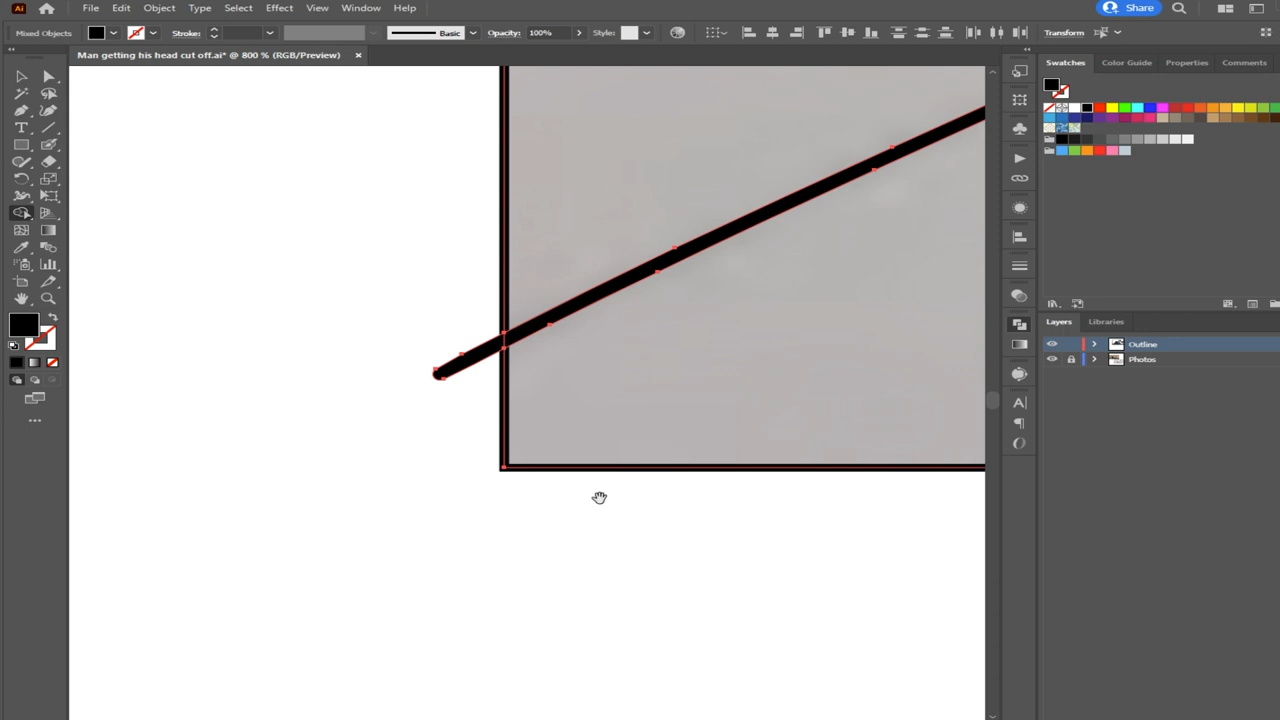 Ai File Edit Object Type Select Effect View Window Help Share
Mixed Objects Stroke: Basic Opacity: 100% Style: Transform
Man getting his head cut off.ai* @ 800 % (RGB/Preview)
Swatches Color Guide Properties Comments
Layers Libraries
Outline
Photos